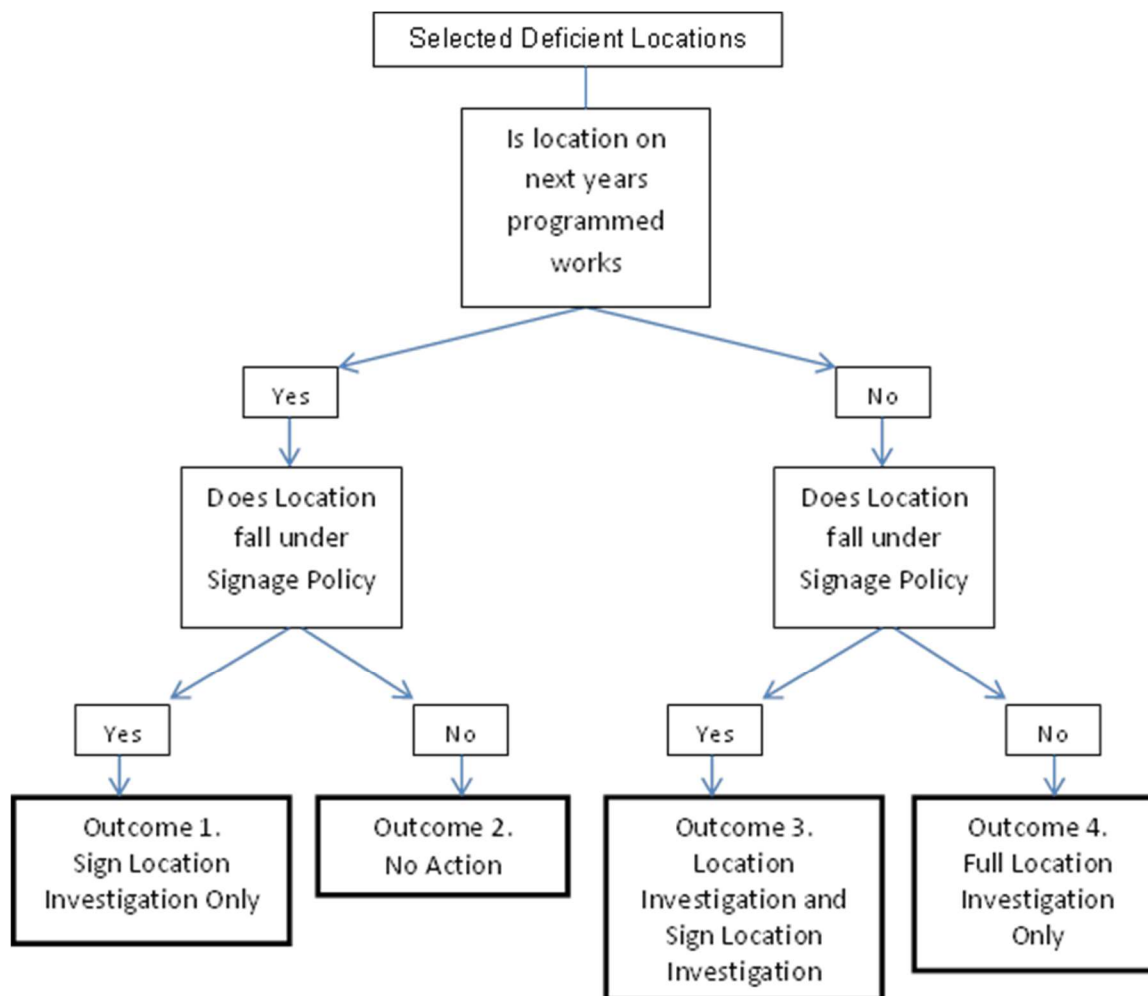 Selected Deficient Locations
Is location on
next years
programmed
works
Yes
No
Does Location
fall under
Signage Policy
Does Location
fall under
Signage Policy
Yes
No
Yes
No
Outcome 1.
Sign Location
Investigation Only
Outcome 2.
No Action
Outcome 3.
Location
Investigation and
Sign Location
Investigation
Outcome 4.
Full Location
Investigation
Only